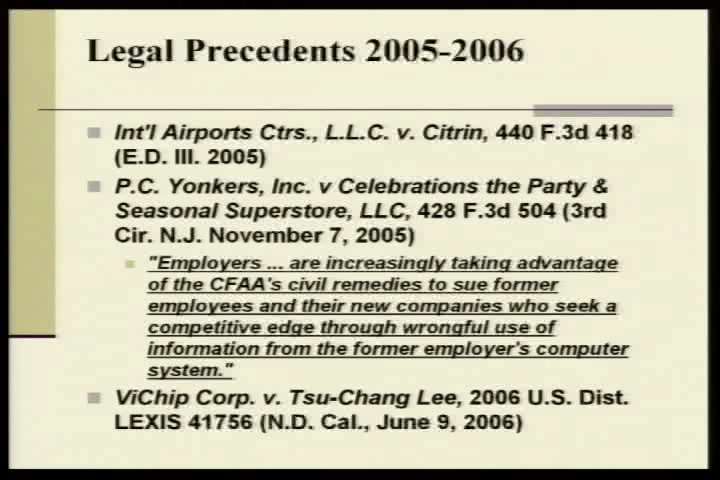 Legal Precedents 2005-2006
Int'l Airports Ctrs., L.L.C. v. Citrin, 440 F.3d 418
(E.D. Ill. 2005)
P.C. Yonkers, Inc. v Celebrations the Party &
Seasonal Superstore, LLC, 428 F.3d 504 (3rd
Cir. N.J. November 7, 2005)
"Employers ... are increasingly taking advantage
of the CFAA's civil remedies to sue former
employees and their new companies who seek a
competitive edge through wrongful use of
information from the former employer's computer
system."
ViChip Corp. v. Tsu-Chang Lee, 2006 U.S. Dist.
LEXIS 41756 (N.D. Cal., June 9, 2006)